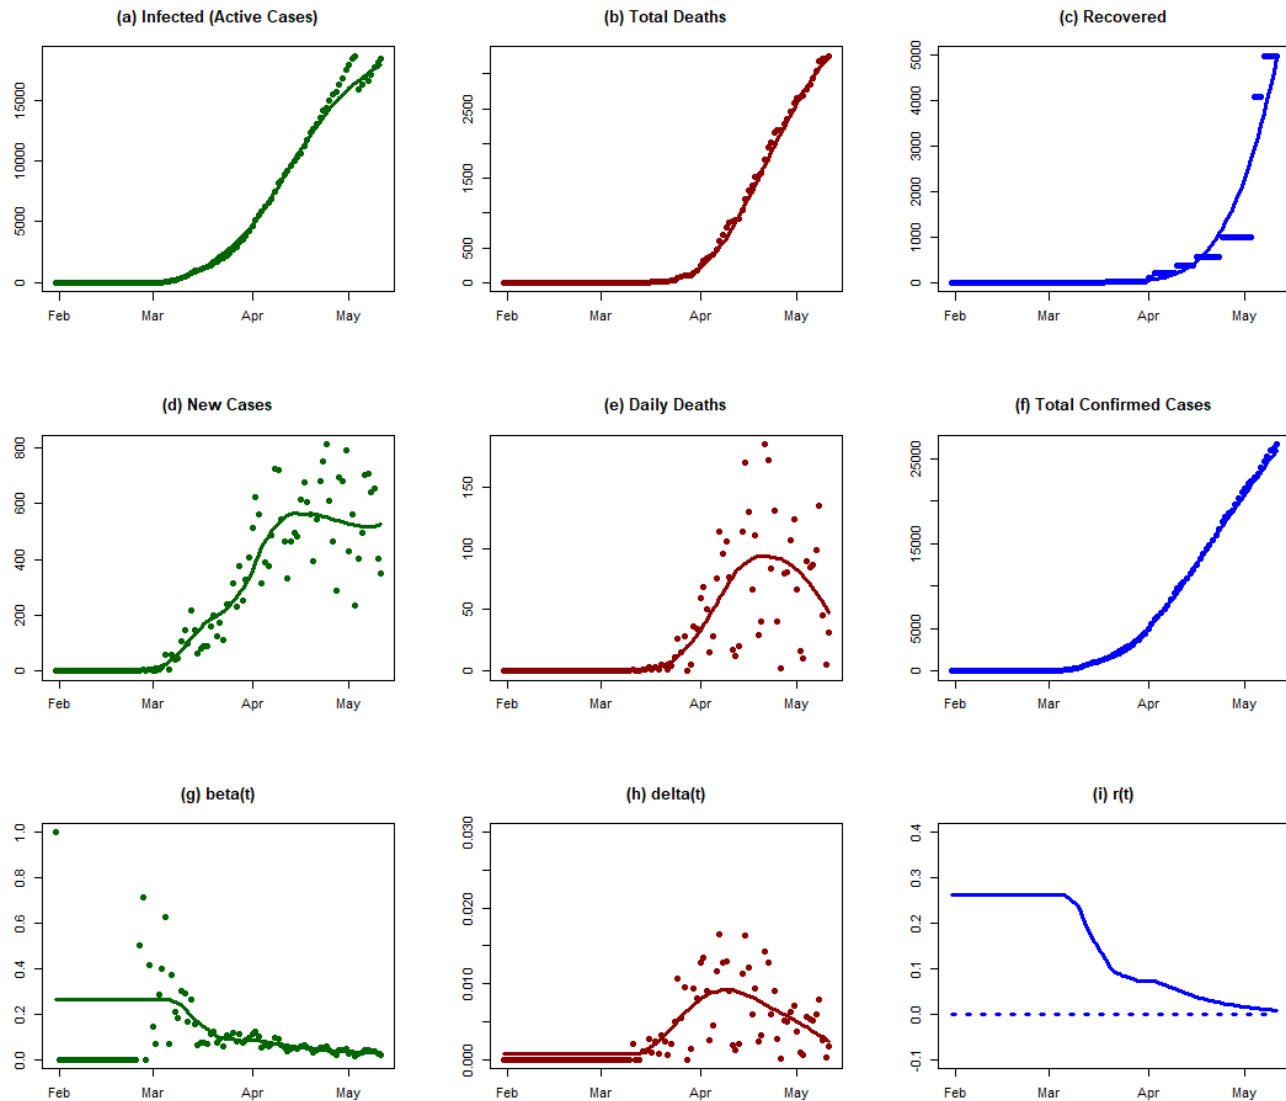 (a) Infected (Active Cases)
(b) Total Deaths
(c) Recovered
0 5000 10000 15000
0 500 1500 2500
0 1000 2000 3000 4000 5000
Feb Mar Apr May
Feb Mar Apr May
Feb Mar Apr May
(d) New Cases
(e) Daily Deaths
(f) Total Confirmed Cases
0 200 400 600 800
0 50 100 150
0 5000 15000 25000
Feb Mar Apr May
Feb Mar Apr May
Feb Mar Apr May
(g) beta(t)
(h) delta(t)
(i) r(t)
0.0 0.2 0.4 0.6 0.8 1.0
0.000 0.010 0.020 0.030
-0.1 0.0 0.1 0.2 0.3 0.4
Feb Mar Apr May
Feb Mar Apr May
Feb Mar Apr May